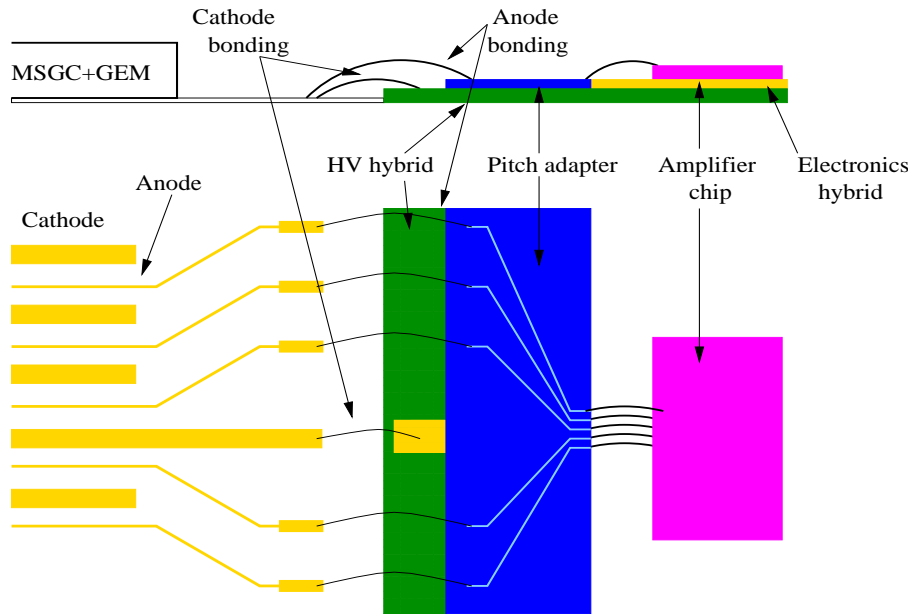 Cathode
bonding
Anode
bonding
MSGC+GEM
HV hybrid
Pitch adapter
Amplifier
chip
Electronics
hybrid
Anode
Cathode